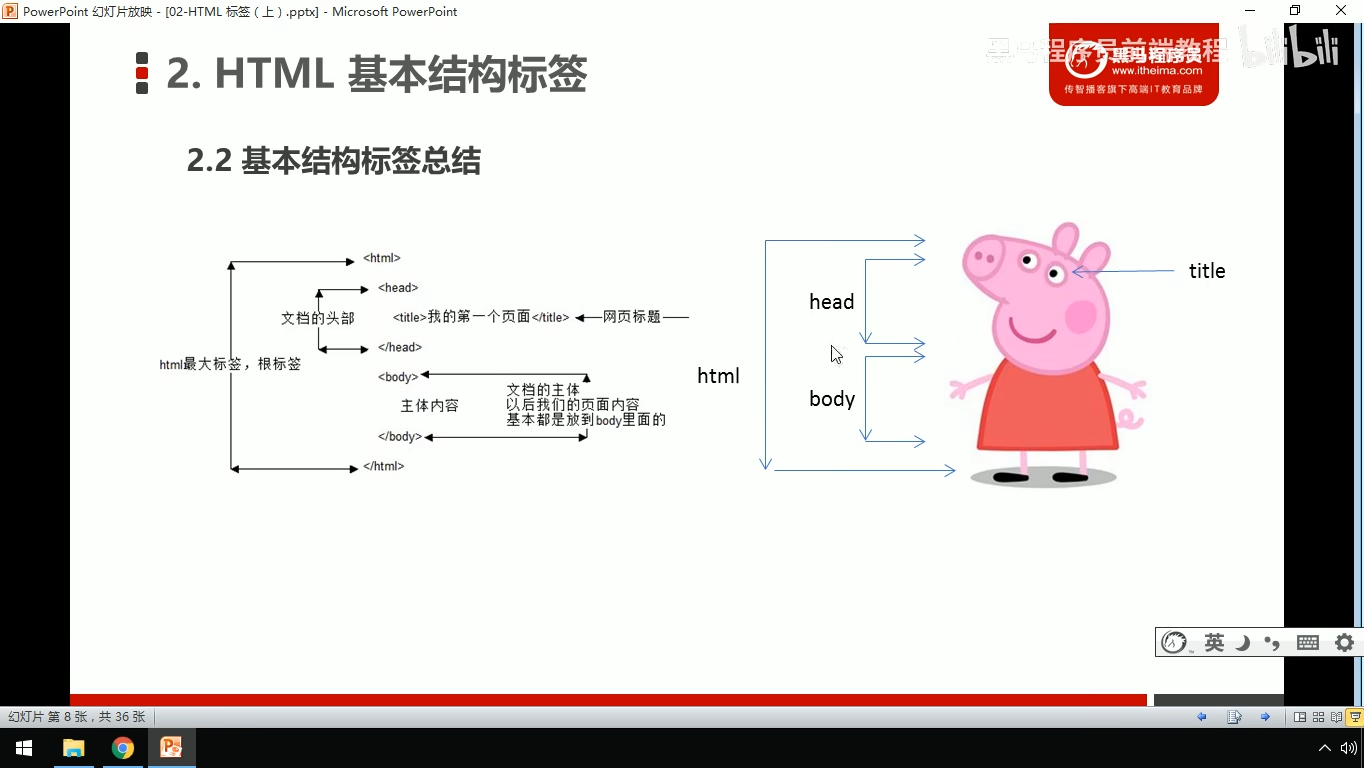 PowerPoint 幻灯片放映 - [02-HTML 标签（上）.pptx] - Microsoft PowerPoint
黑马程序员前端教程 bilibili
黑马程序员
www.itheima.com
传智播客旗下高端IT教育品牌
2. HTML 基本结构标签
2.2 基本结构标签总结
<html>
<head>
文档的头部
<title>我的第一个页面</title>
网页标题
</head>
html最大标签，根标签
<body>
主体内容
文档的主体
以后我们的页面内容
基本都是放到body里面的
</body>
</html>
title
head
html
body
英
幻灯片 第 8 张，共 36 张